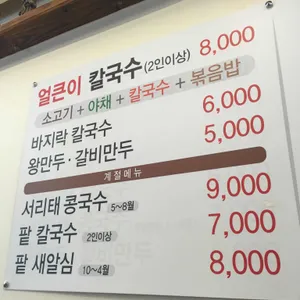 얼큰이 칼국수 (2인이상) 8,000
소고기 + 야채 + 칼국수 + 볶음밥
바지락 칼국수 6,000
왕만두 · 갈비만두 5,000
계절메뉴
서리태 콩국수 5~8월 9,000
팥 칼국수 2인이상 7,000
팥 새알심 10~4월 8,000